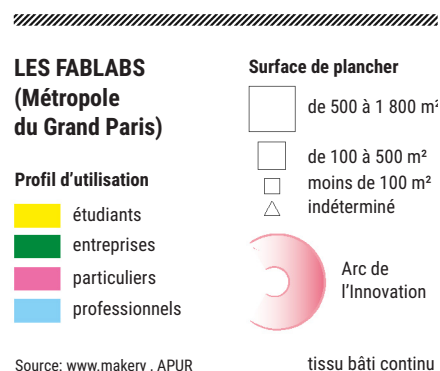 LES FABLABS
(Métropole
du Grand Paris)
Profil d’utilisation
étudiants
entreprises
particuliers
professionnels
Source: www.makery . APUR
Surface de plancher
de 500 à 1 800 m²
de 100 à 500 m²
moins de 100 m²
indéterminé
Arc de
l’Innovation
tissu bâti continu